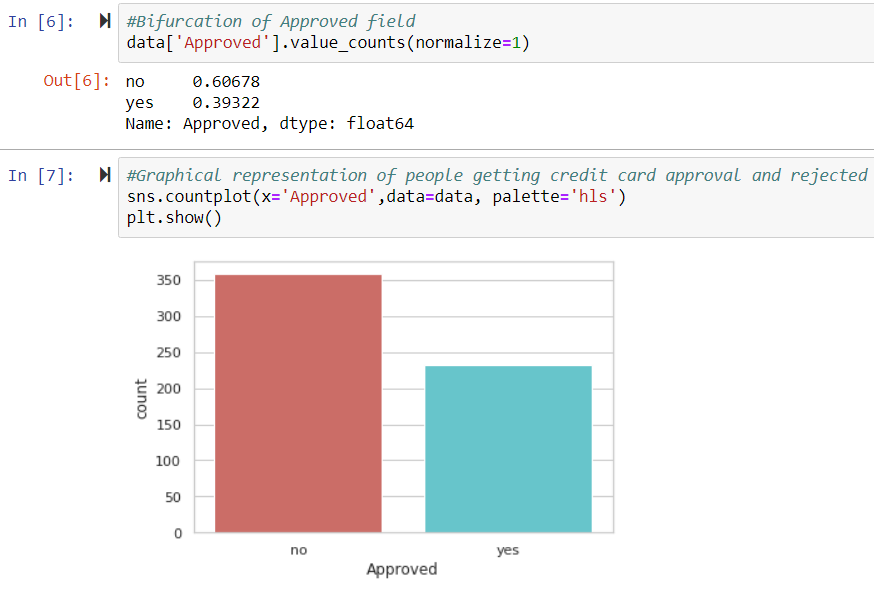 In [6]:
#Bifurcation of Approved field
data['Approved'].value_counts(normalize=1)
Out[6]:
no 0.60678
yes 0.39322
Name: Approved, dtype: float64
In [7]:
#Graphical representation of people getting credit card approval and rejected
sns.countplot(x='Approved',data=data, palette='hls')
plt.show()
350
300
250
200
150
100
50
0
count
no yes
Approved